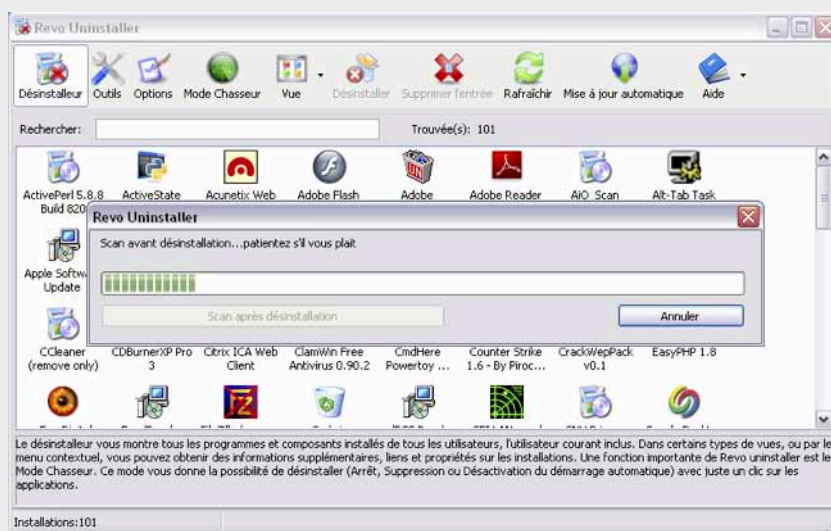 Revo Uninstaller
Désinstalleur Outils Options Mode Chasseur Vue Désinstaller Supprimer l'entrée Rafraîchir Mise à jour automatique Aide
Rechercher: Trouvée(s): 101
ActivePerl 5.8.8 ActiveState Acunetix Web Adobe Flash Adobe Adobe Reader AiO_Scan Alt-Tab Task
Build 820
Revo Uninstaller
Scan avant désinstallation...patientez s'il vous plait
Apple Softw
Update
Scan après désinstallation Annuler
CCleaner CDBurnerXP Pro Citrix ICA Web ClamWin Free CmdHere Counter Strike CrackWepPack EasyPHP 1.8
(remove only) 3 Client Antivirus 0.90.2 Powertoy ... 1.6 - By Piroc... v0.1
Le désinstalleur vous montre tous les programmes et composants installés de tous les utilisateurs, l'utilisateur courant inclus. Dans certains types de vues, ou par le
menu contextuel, vous pouvez obtenir des informations supplémentaires, liens et propriétés sur les installations. Une fonction importante de Revo uninstaller est le
Mode Chasseur. Ce mode vous donne la possibilité de désinstaller (Arrêt, Suppression ou Désactivation du démarrage automatique) avec juste un clic sur les
applications.
Installations:101